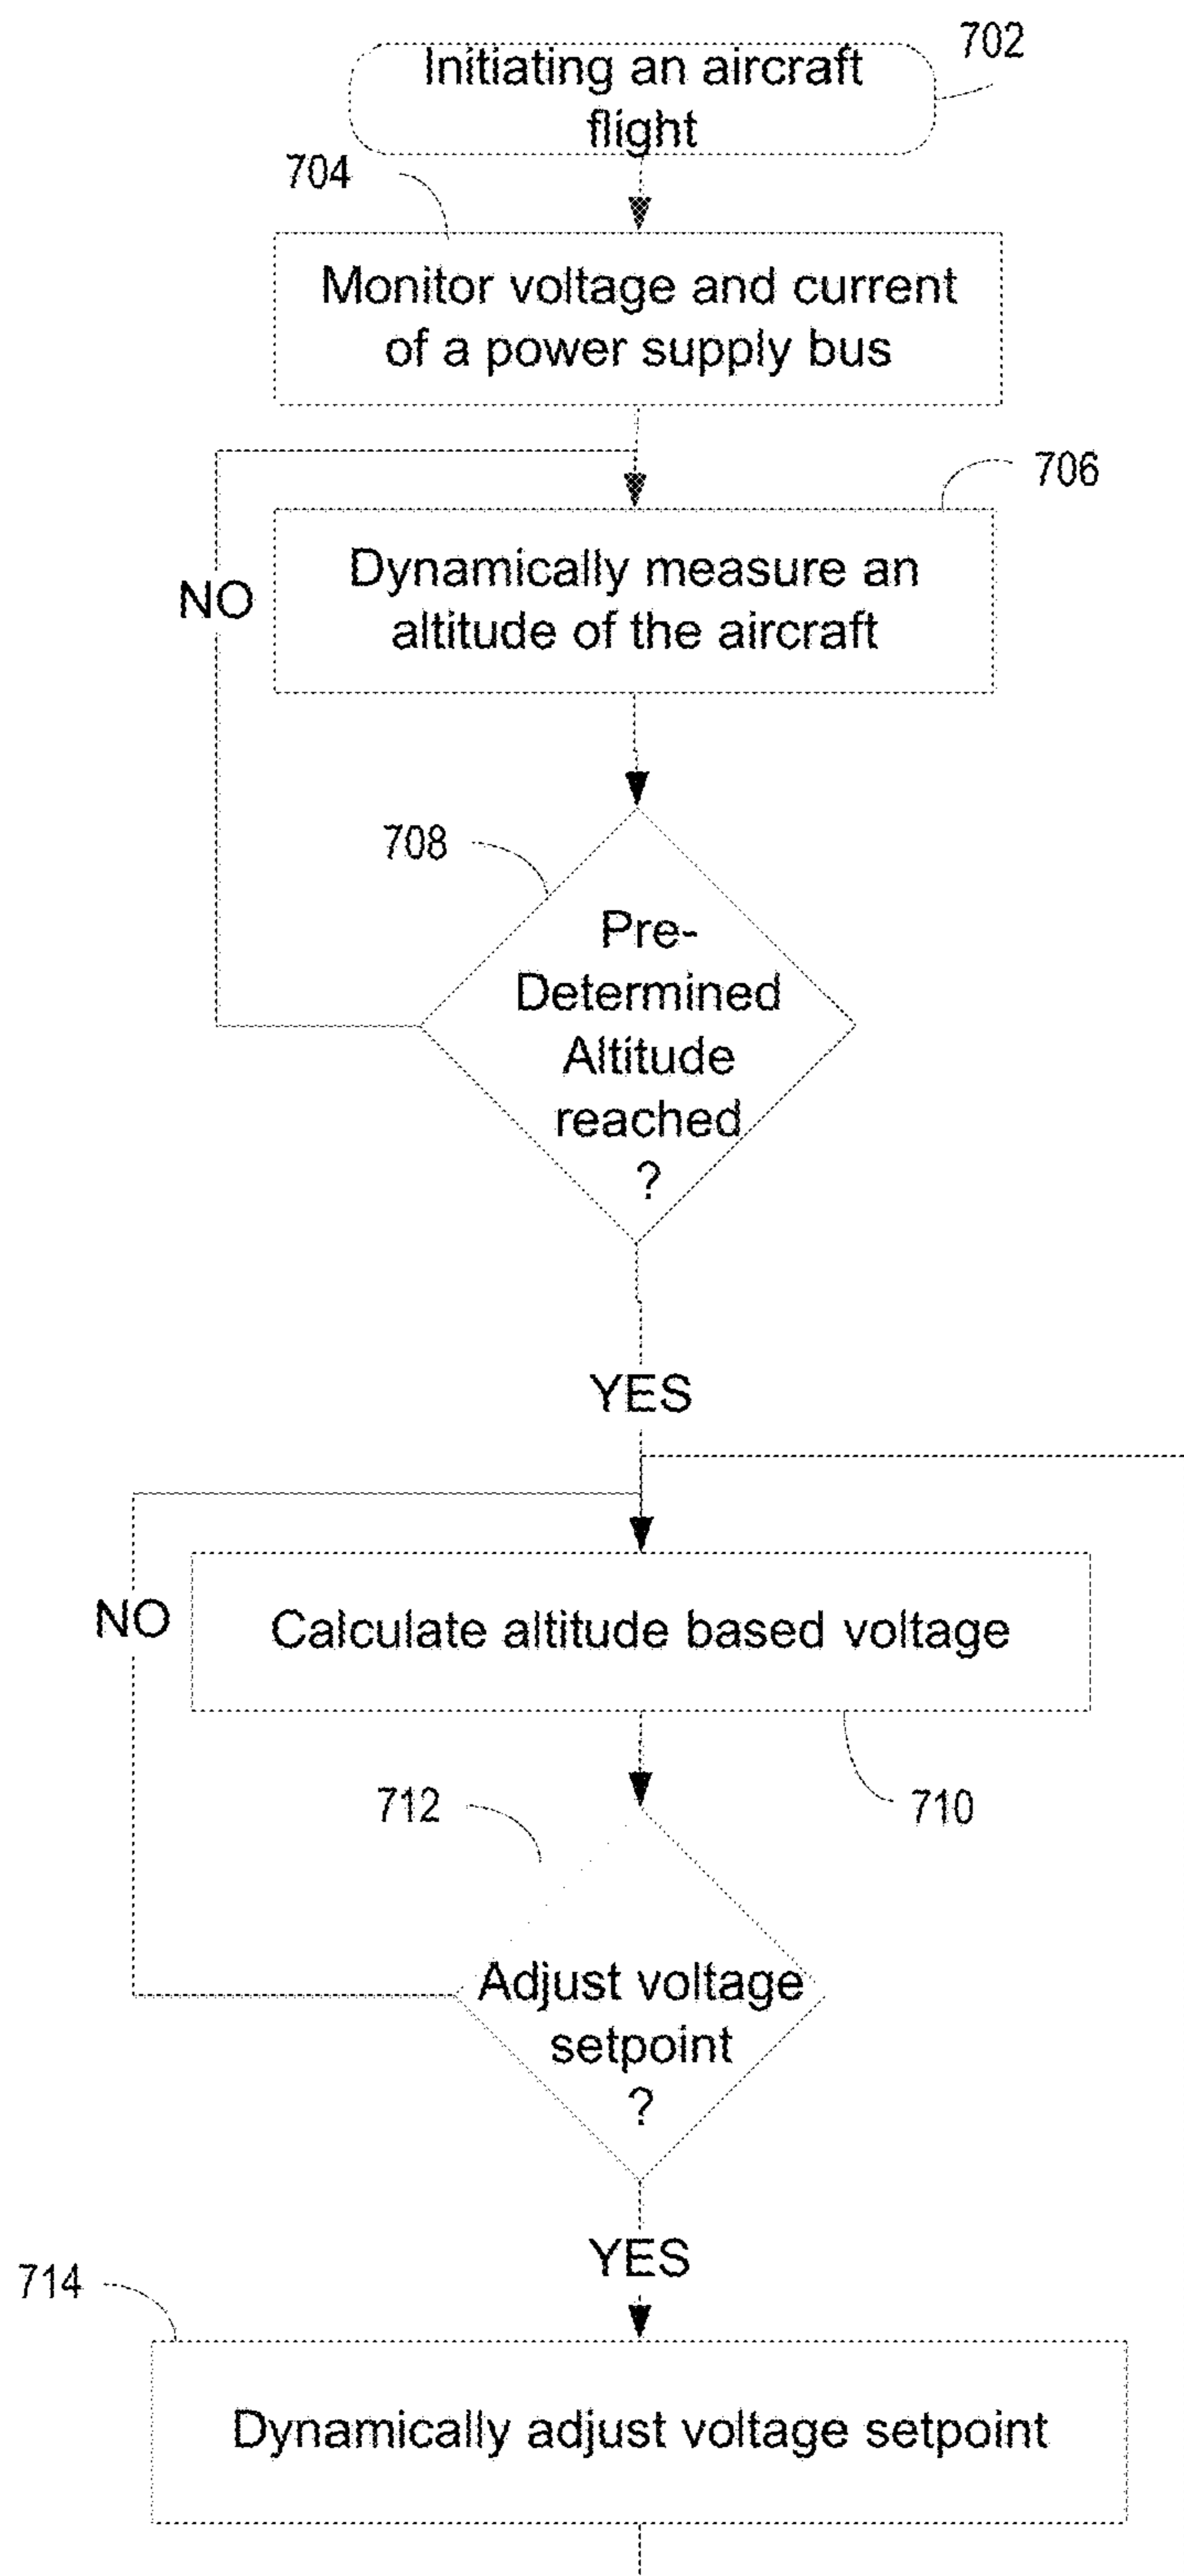 702
Initiating an aircraft
flight
704
Monitor voltage and current
of a power supply bus
706
Dynamically measure an
altitude of the aircraft
NO
708
Pre-
Determined
Altitude
reached
?
YES
Calculate altitude based voltage
NO
710
712
Adjust voltage
setpoint
?
YES
714
Dynamically adjust voltage setpoint